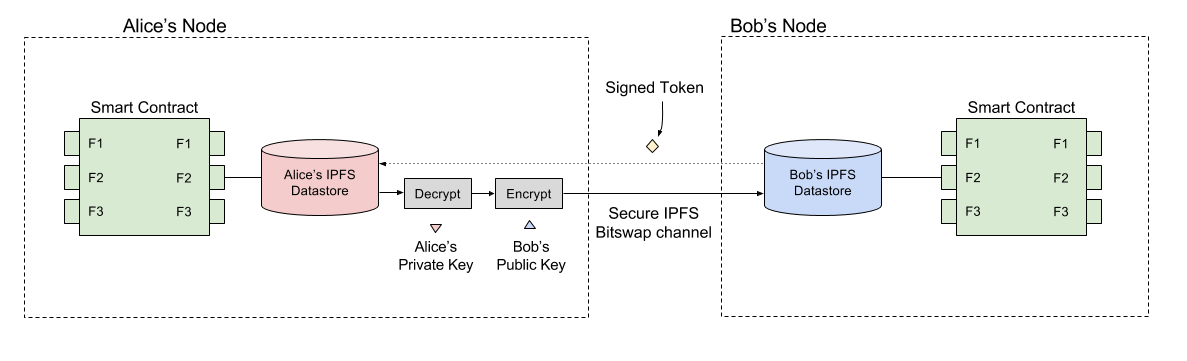 Alice's Node
Bob's Node
Signed Token
Smart Contract
F1 F1
F2 F2
F3 F3
Alice's IPFS
Datastore
Decrypt
Encrypt
Alice's
Private Key
Bob's
Public Key
Secure IPFS
Bitswap channel
Bob's IPFS
Datastore
Smart Contract
F1 F1
F2 F2
F3 F3